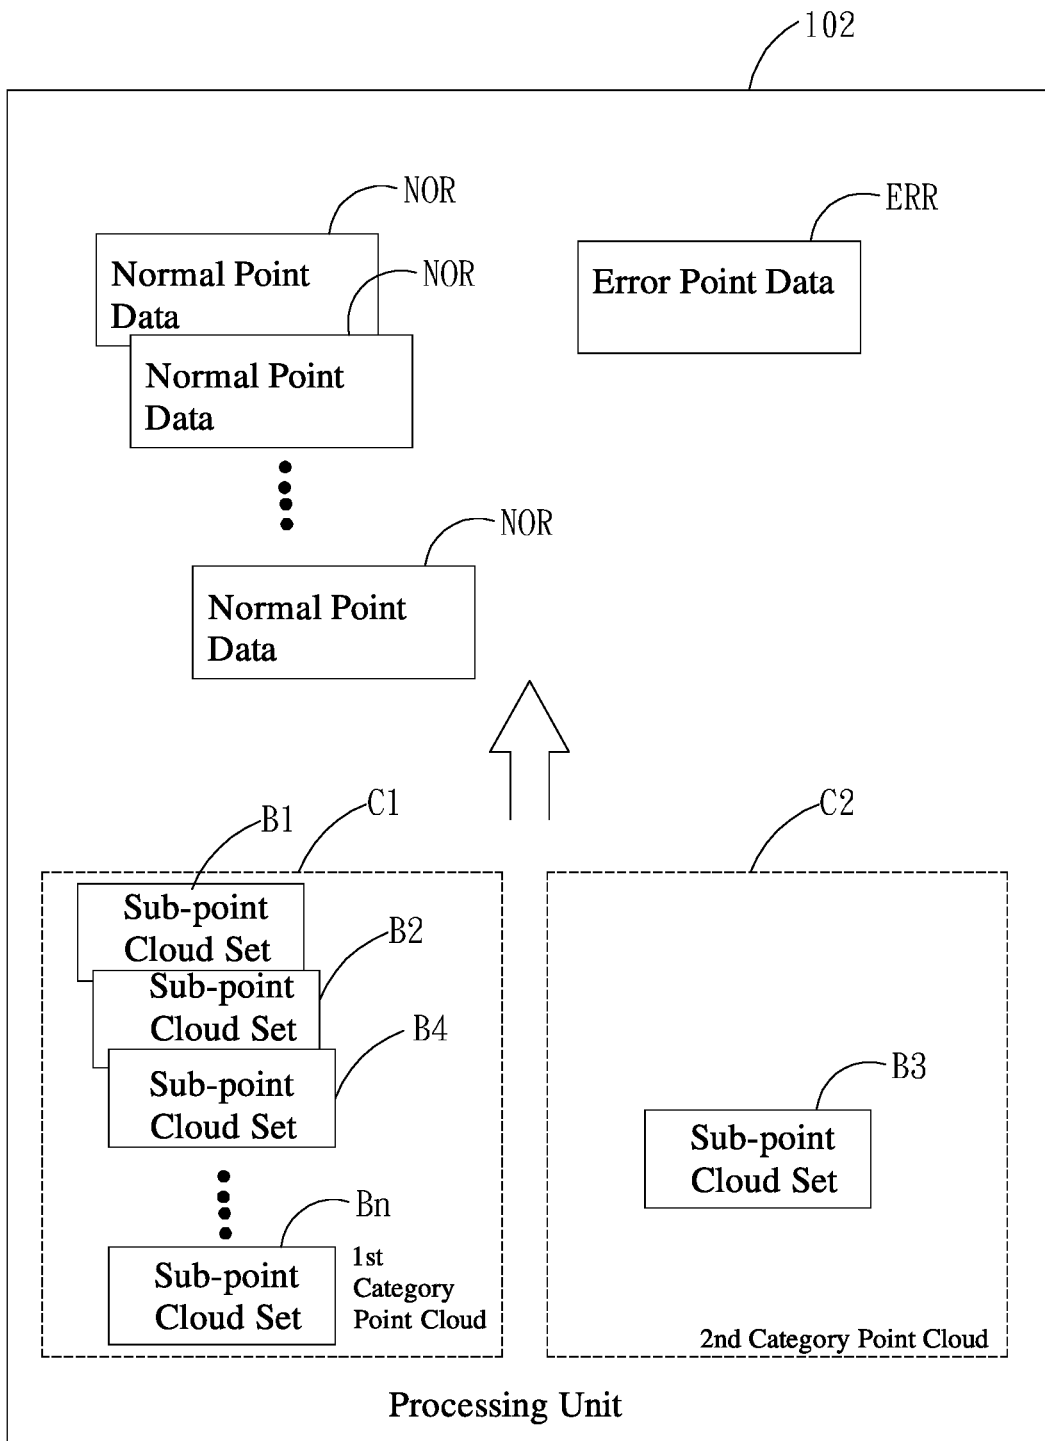 102
NOR
ERR
Normal Point
Data
NOR
Error Point Data
Normal Point
Data
NOR
Normal Point
Data
B1
C1
C2
Sub-point
Cloud Set
B2
Sub-point
Cloud Set
B4
Sub-point
Cloud Set
B3
Sub-point
Cloud Set
Bn
Sub-point
Cloud Set
1st
Category
Point Cloud
2nd Category Point Cloud
Processing Unit